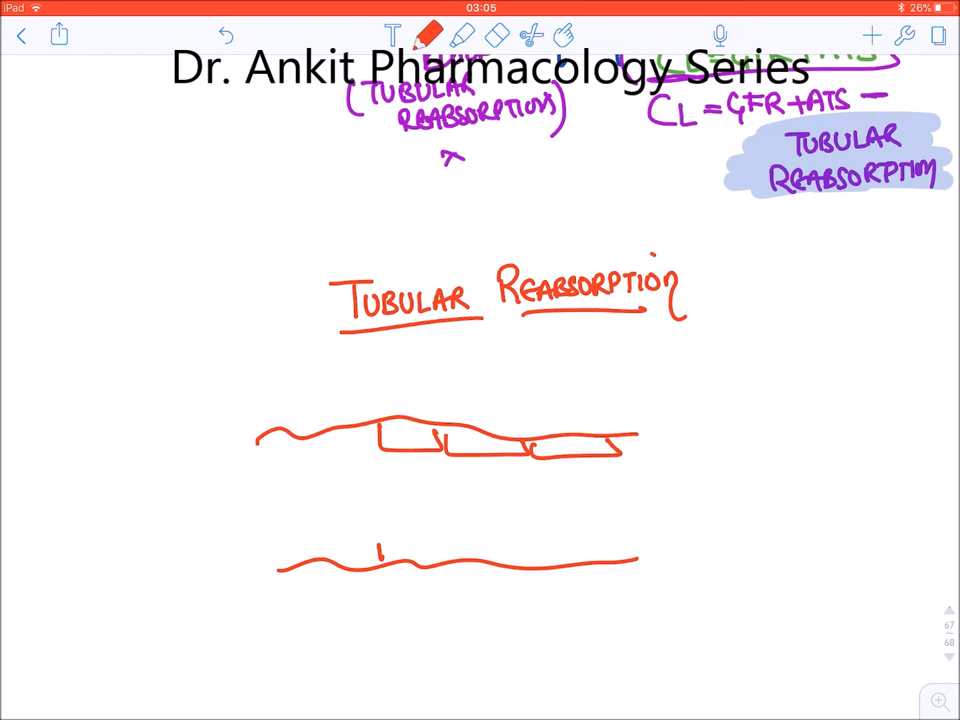 iPad
03:05
26%
T
Dr. Ankit Pharmacology Series
(TUBULAR
REABSORPTION)
CL = GFR + ATS —
TUBULAR
REABSORPTION
TUBULAR REABSORPTION
67
68